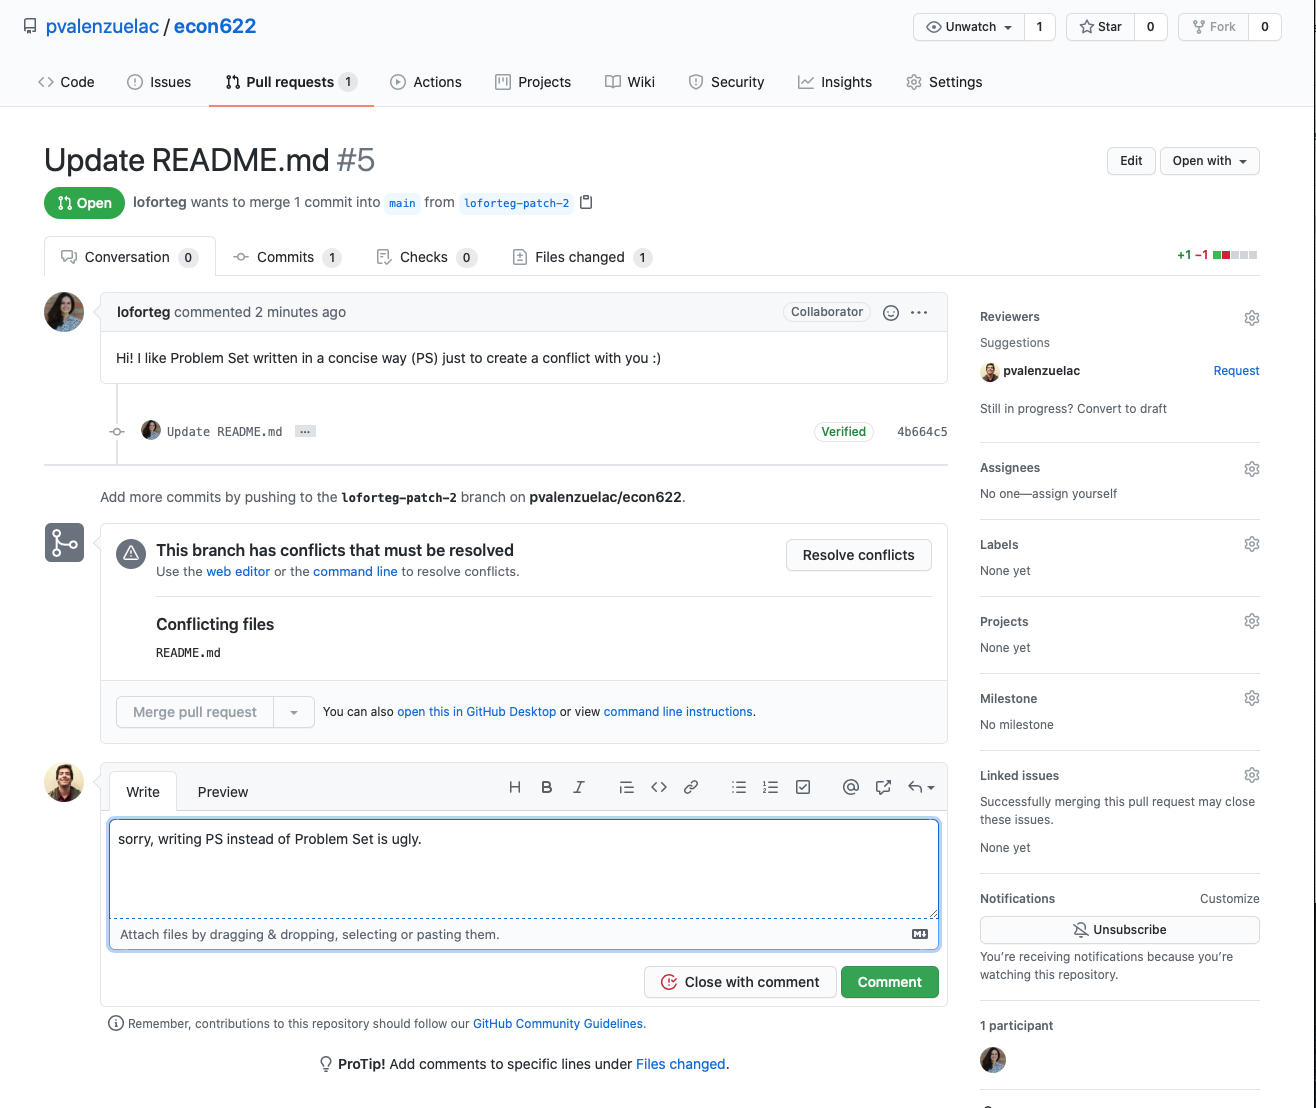 pvalenzuelac / econ622
Unwatch 1
Star 0
Fork 0
Code
Issues
Pull requests 1
Actions
Projects
Wiki
Security
Insights
Settings
Update README.md #5
Edit
Open with
Open
loforteg wants to merge 1 commit into main from loforteg-patch-2
Conversation 0
Commits 1
Checks 0
Files changed 1
+1 −1
loforteg commented 2 minutes ago
Collaborator
Hi! I like Problem Set written in a concise way (PS) just to create a conflict with you :)
Update README.md ...
Verified
4b664c5
Add more commits by pushing to the loforteg-patch-2 branch on pvalenzuelac/econ622.
This branch has conflicts that must be resolved
Use the web editor or the command line to resolve conflicts.
Resolve conflicts
Conflicting files
README.md
Merge pull request
You can also open this in GitHub Desktop or view command line instructions.
Write
Preview
sorry, writing PS instead of Problem Set is ugly.
Attach files by dragging & dropping, selecting or pasting them.
Close with comment
Comment
Remember, contributions to this repository should follow our GitHub Community Guidelines.
ProTip! Add comments to specific lines under Files changed.
Reviewers
Suggestions
pvalenzuelac
Request
Still in progress? Convert to draft
Assignees
No one—assign yourself
Labels
None yet
Projects
None yet
Milestone
No milestone
Linked issues
Successfully merging this pull request may close
these issues.
None yet
Notifications
Customize
Unsubscribe
You're receiving notifications because you're
watching this repository.
1 participant